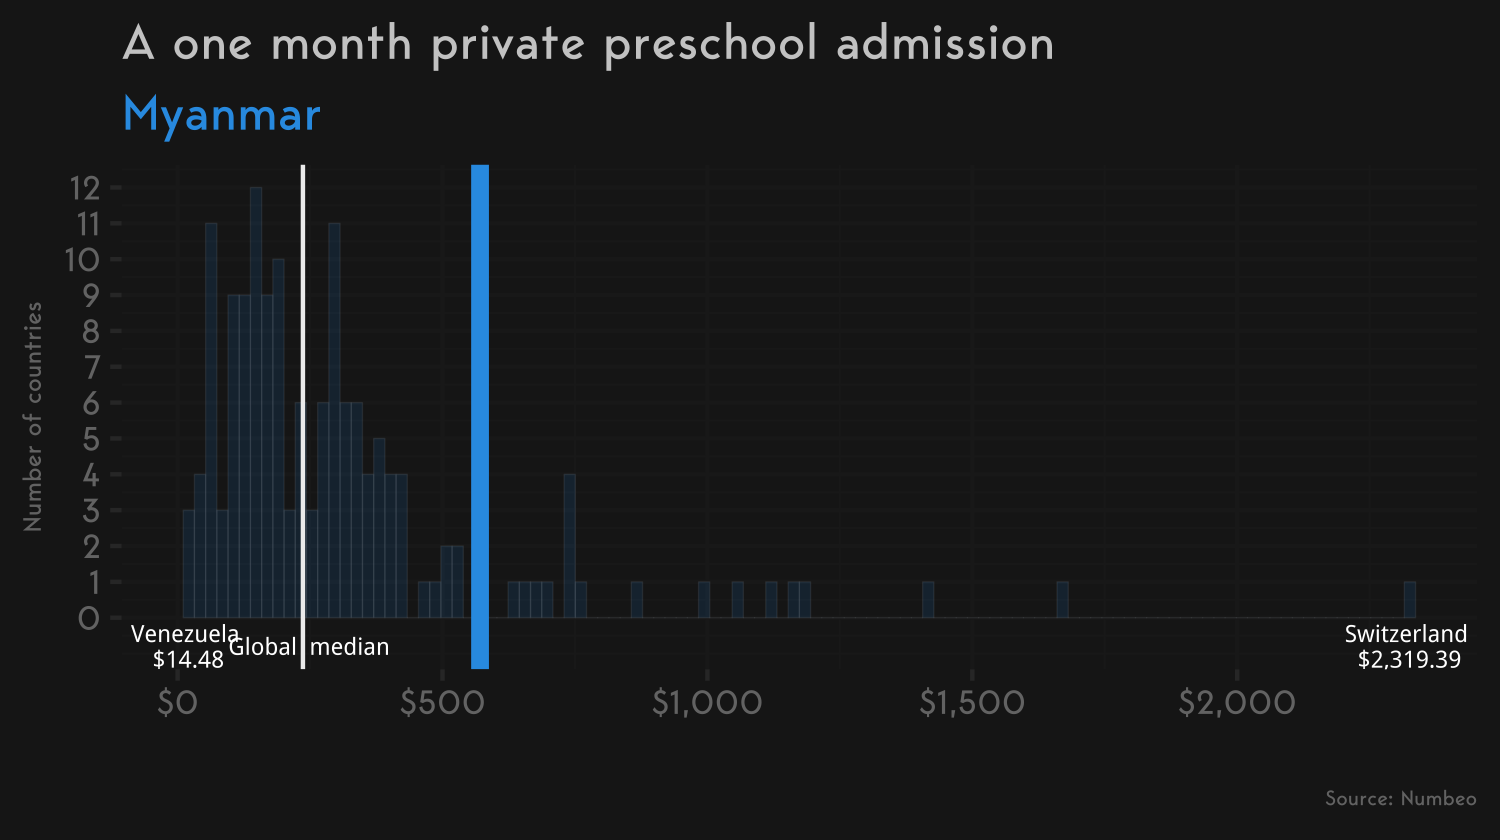 A one month private preschool admission
Myanmar
Number of countries
12
11
10
9
8
7
6
5
4
3
2
1
0
Venezuela
$14.48
Global median
Switzerland
$2,319.39
$0 $500 $1,000 $1,500 $2,000
Source: Numbeo